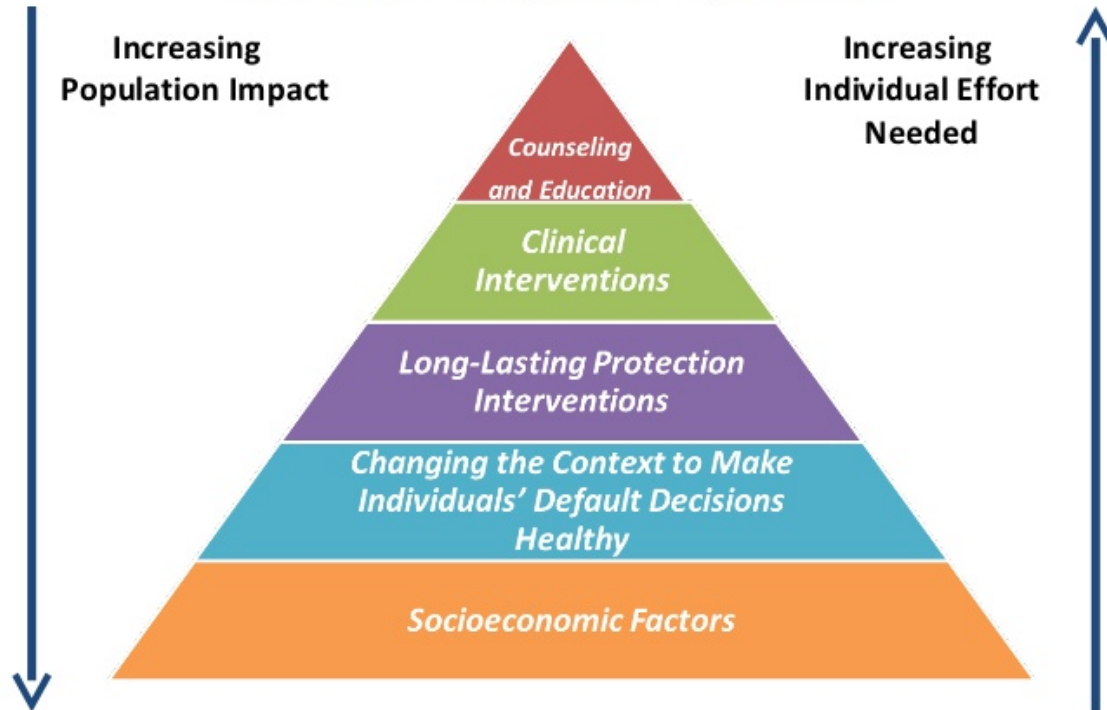 Increasing
Population Impact
Increasing
Individual Effort
Needed
Counseling
and Education
Clinical
Interventions
Long-Lasting Protection
Interventions
Changing the Context to Make
Individuals’ Default Decisions
Healthy
Socioeconomic Factors